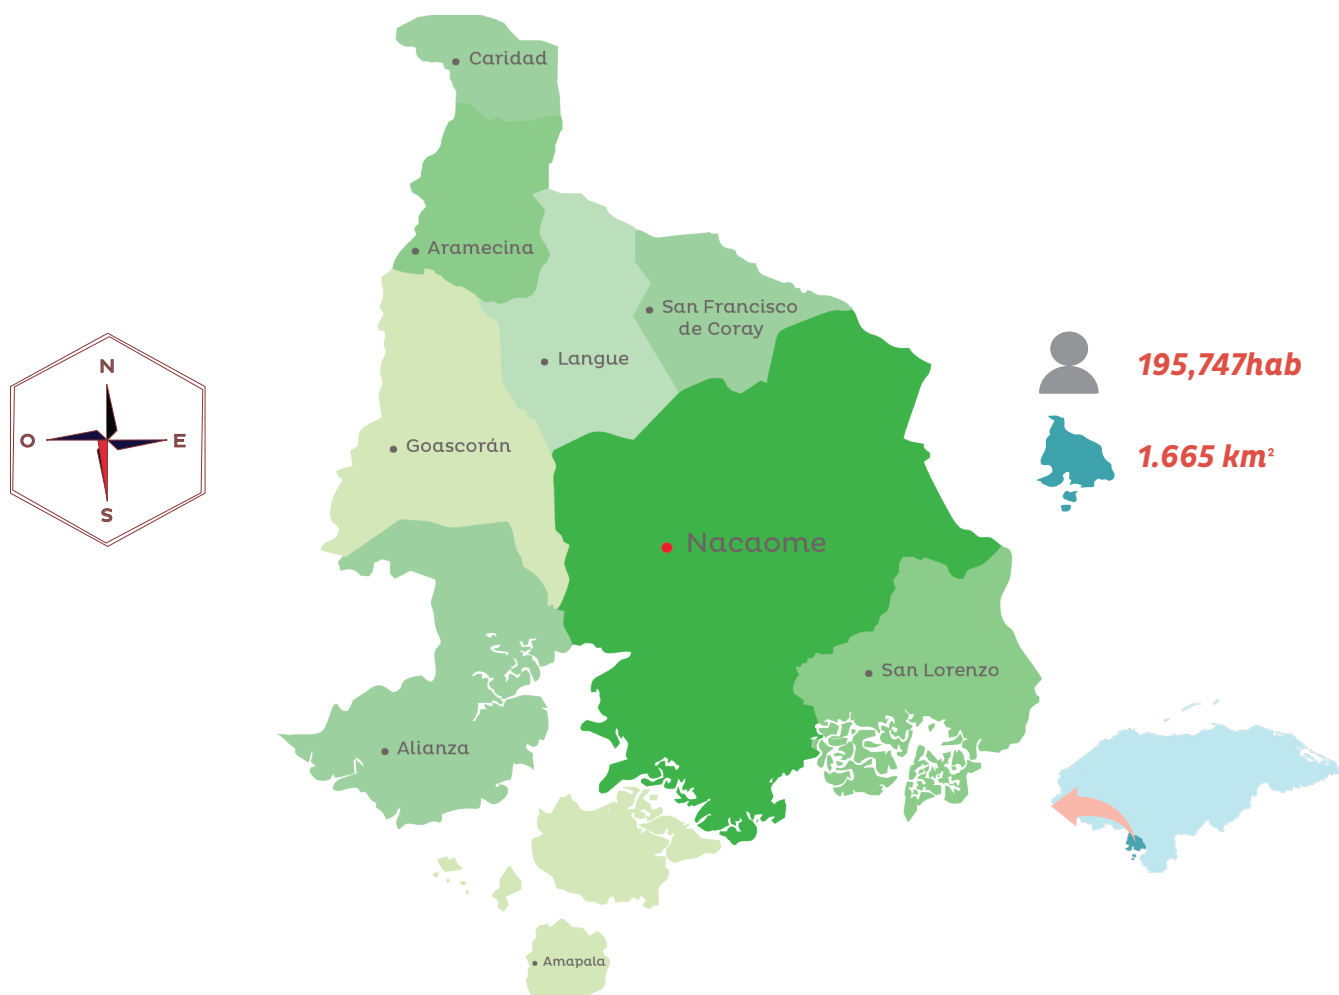 Caridad
Aramecina
San Francisco
de Coray
Langue
Goascorán
Nacaome
San Lorenzo
Alianza
Amapala
N
O
E
S
195,747hab
1.665 km²